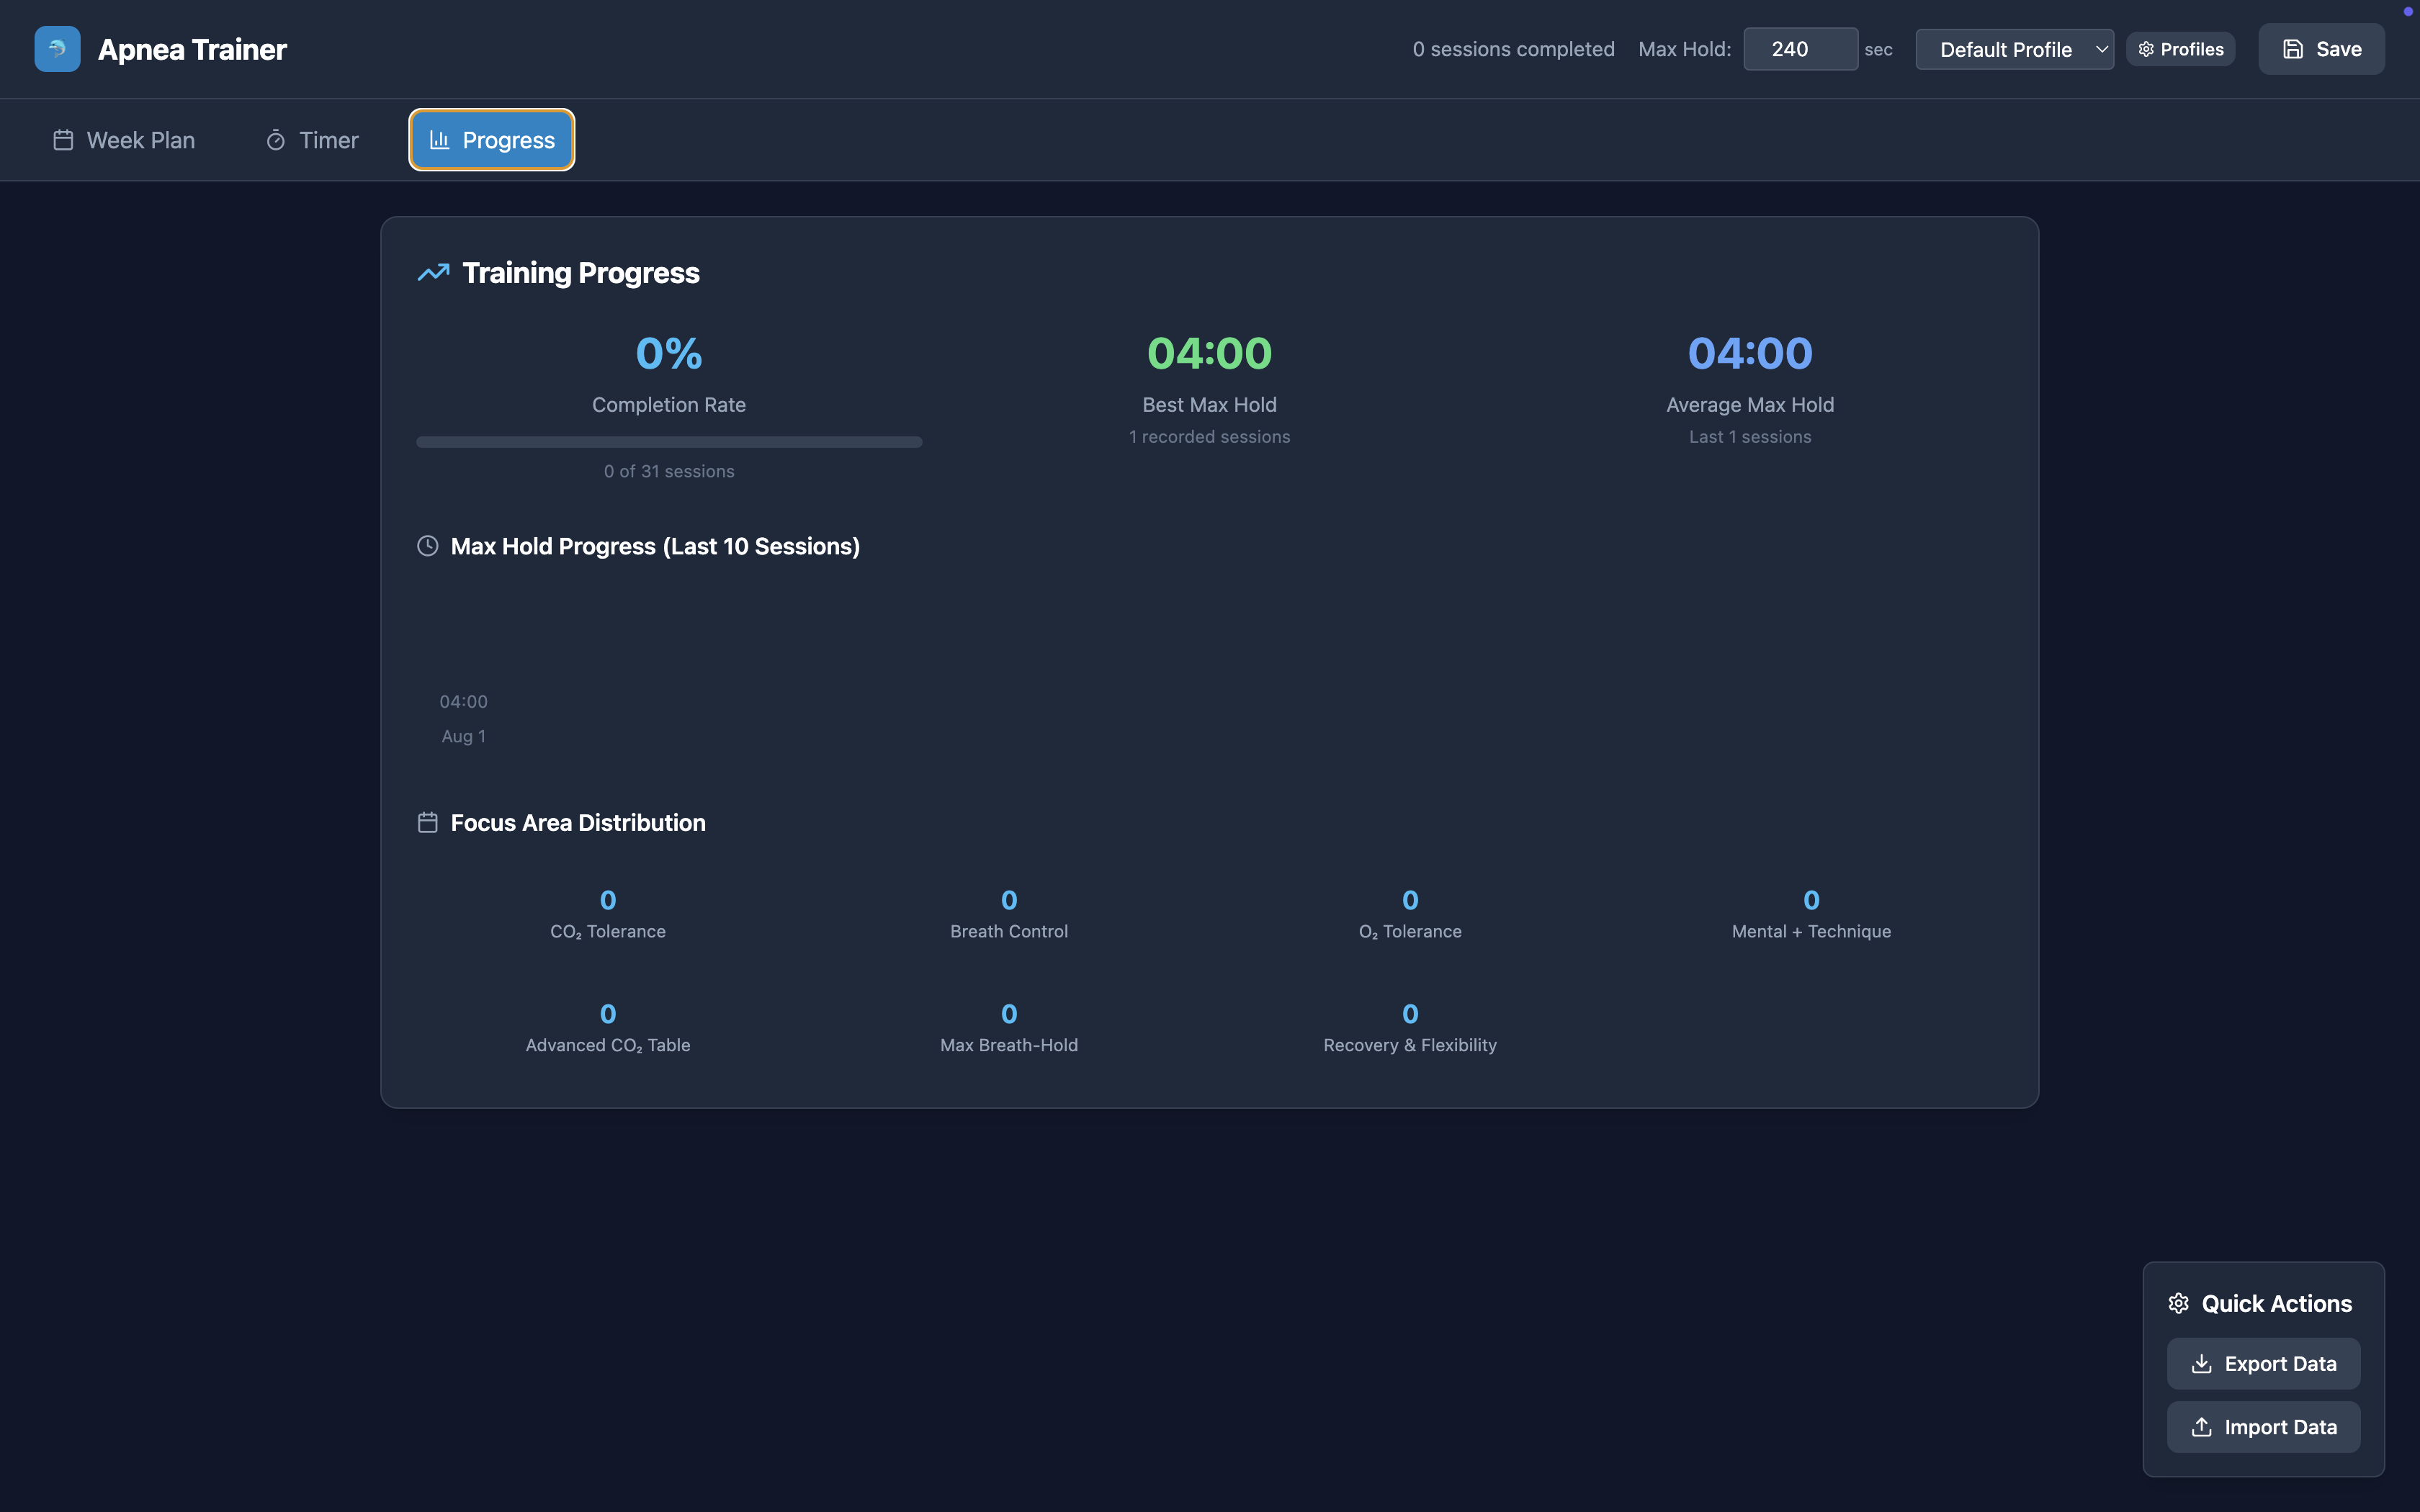 Apnea Trainer
0 sessions completed
Max Hold:
240
sec
Default Profile
Profiles
Save
Week Plan
Timer
Progress
Training Progress
0%
Completion Rate
0 of 31 sessions
04:00
Best Max Hold
1 recorded sessions
04:00
Average Max Hold
Last 1 sessions
Max Hold Progress (Last 10 Sessions)
04:00
Aug 1
Focus Area Distribution
0
CO₂ Tolerance
0
Breath Control
0
O₂ Tolerance
0
Mental + Technique
0
Advanced CO₂ Table
0
Max Breath-Hold
0
Recovery & Flexibility
Quick Actions
Export Data
Import Data